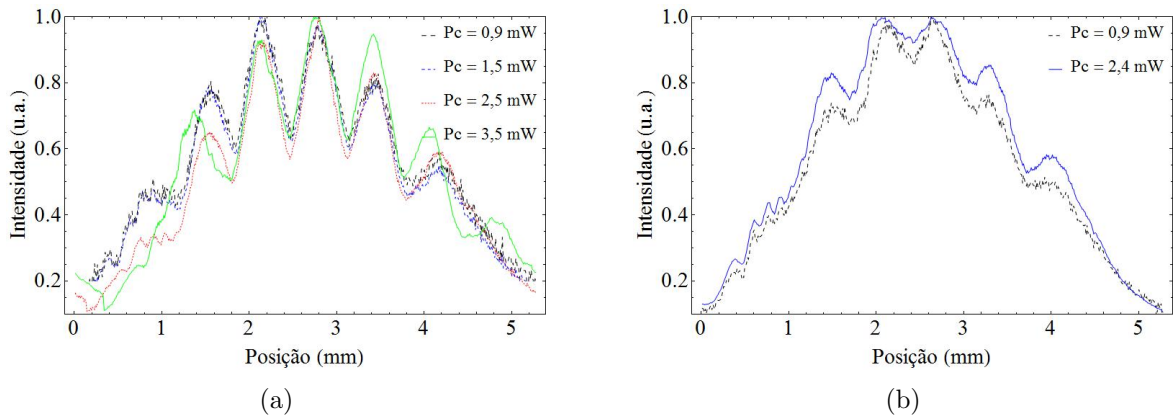 1.0
0.8
0.6
0.4
0.2
Intensidade (u.a.)
Pc = 0,9 mW
Pc = 1,5 mW
Pc = 2,5 mW
Pc = 3,5 mW
0 1 2 3 4 5
Posição (mm)
(a)
1.0
0.8
0.6
0.4
0.2
Intensidade (u.a.)
Pc = 0,9 mW
Pc = 2,4 mW
0 1 2 3 4 5
Posição (mm)
(b)